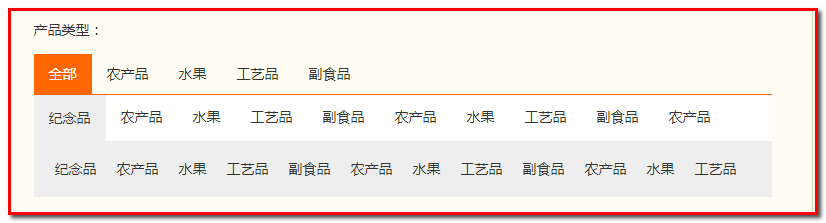 产品类型：
全部 农产品 水果 工艺品 副食品
纪念品 农产品 水果 工艺品 副食品 农产品 水果 工艺品 副食品 农产品
纪念品 农产品 水果 工艺品 副食品 农产品 水果 工艺品 副食品 农产品 水果 工艺品